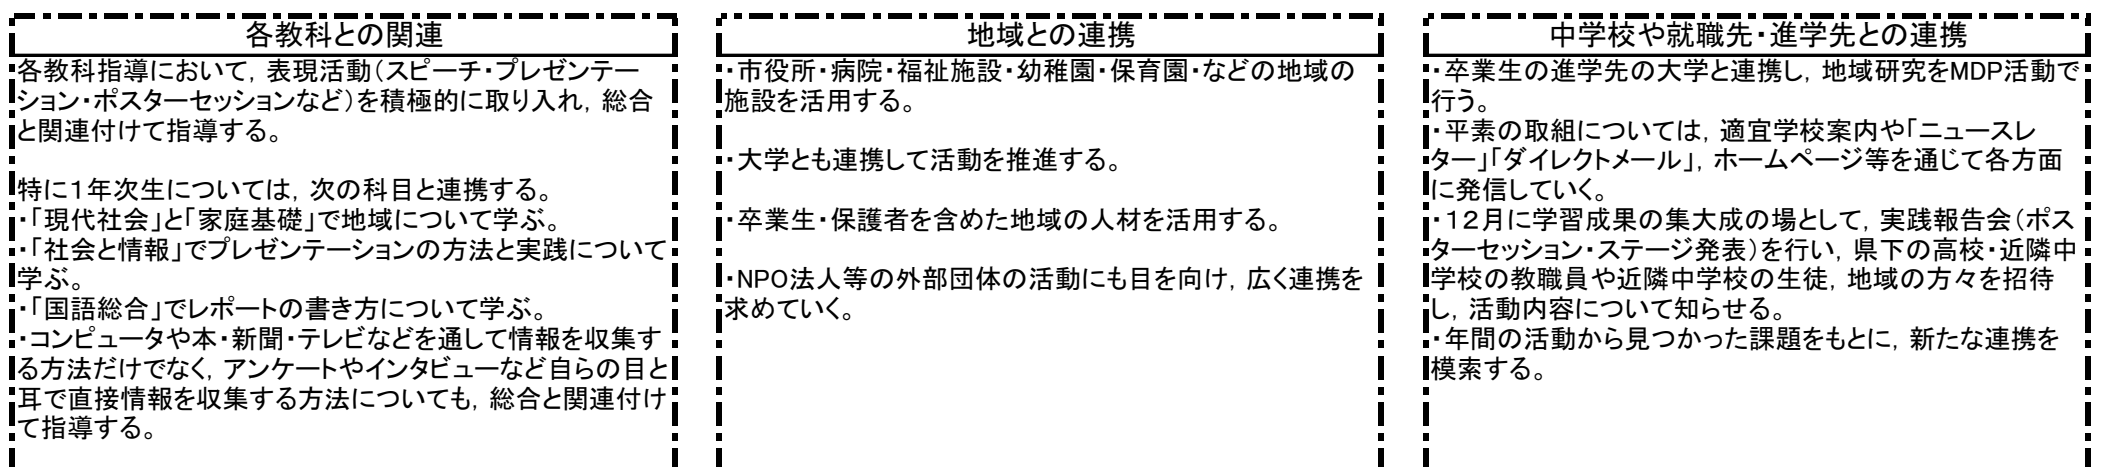 各教科との関連
各教科指導において，表現活動（スピーチ・プレゼンテー
ション・ポスターセッションなど）を積極的に取り入れ，総合
と関連付けて指導する。
特に１年次生については，次の科目と連携する。
・「現代社会」と「家庭基礎」で地域について学ぶ。
・「社会と情報」でプレゼンテーションの方法と実践について
学ぶ。
・「国語総合」でレポートの書き方について学ぶ。
・コンピュータや本・新聞・テレビなどを通して情報を収集す
る方法だけでなく，アンケートやインタビューなど自らの目と
耳で直接情報を収集する方法についても，総合と関連付け
て指導する。
地域との連携
・市役所・病院・福祉施設・幼稚園・保育園・などの地域の
施設を活用する。
・大学とも連携して活動を推進する。
・卒業生・保護者を含めた地域の人材を活用する。
・NPO法人等の外部団体の活動にも目を向け，広く連携を
求めていく。
中学校や就職先・進学先との連携
・卒業生の進学先の大学と連携し，地域研究をMDP活動で
行う。
・平素の取組については，適宜学校案内や「ニュースレ
ター」「ダイレクトメール」，ホームページ等を通じて各方面
に発信していく。
・１２月に学習成果の集大成の場として，実践報告会（ポス
ターセッション・ステージ発表）を行い，県下の高校・近隣中
学校の教職員や近隣中学校の生徒，地域の方々を招待
し，活動内容について知らせる。
・年間の活動から見つかった課題をもとに，新たな連携を
模索する。